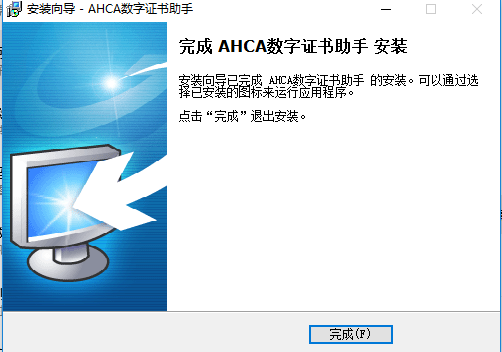 安装向导 - AHCA数字证书助手
完成 AHCA数字证书助手 安装
安装向导已完成 AHCA数字证书助手 的安装。可以通过选
择已安装的图标来运行应用程序。
点击“完成”退出安装。
完成(F)